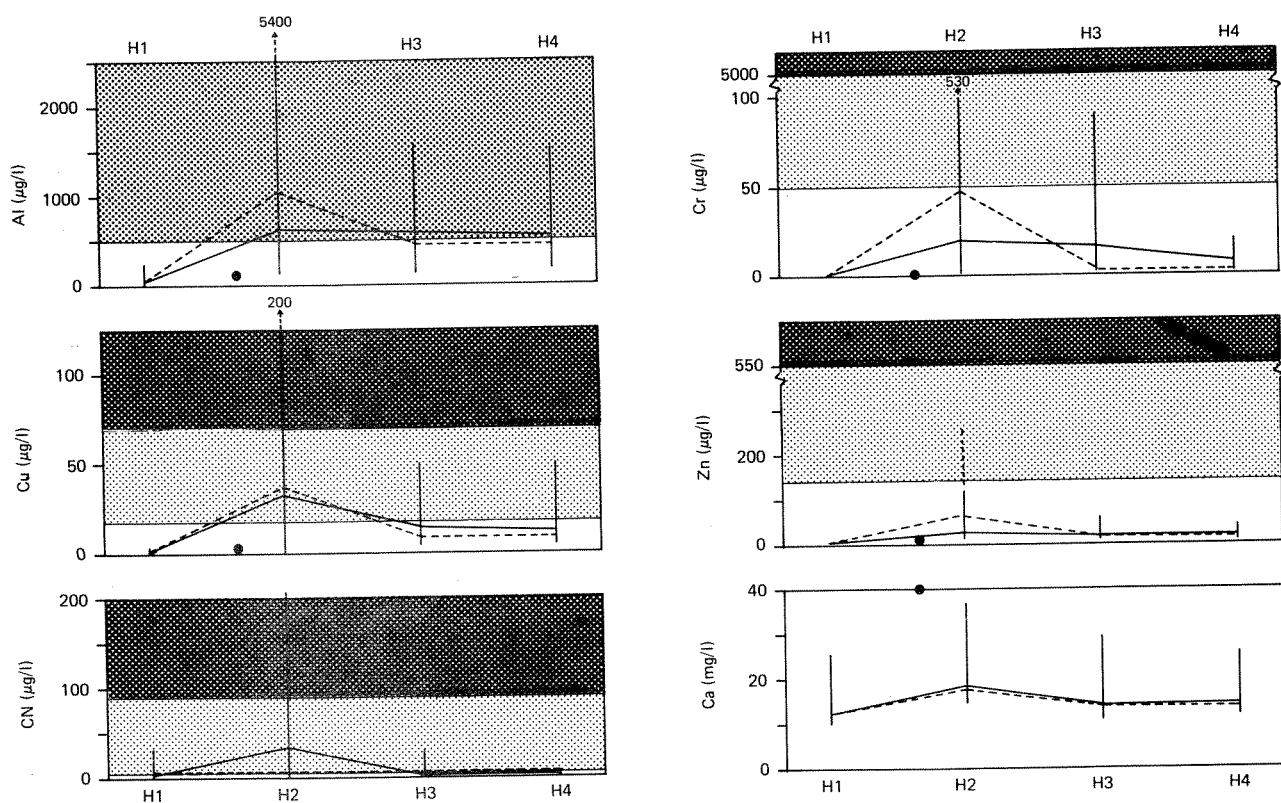 5400
H1 H3 H4
2000
1000
0
Al (µg/l)
200
100
50
0
Cu (µg/l)
200
100
0
CN (µg/l)
H1 H2 H3 H4
H1 H2 H3 H4
5000
100
530
50
0
Cr (µg/l)
550
200
0
Zn (µg/l)
40
20
0
Ca (mg/l)
H1 H2 H3 H4